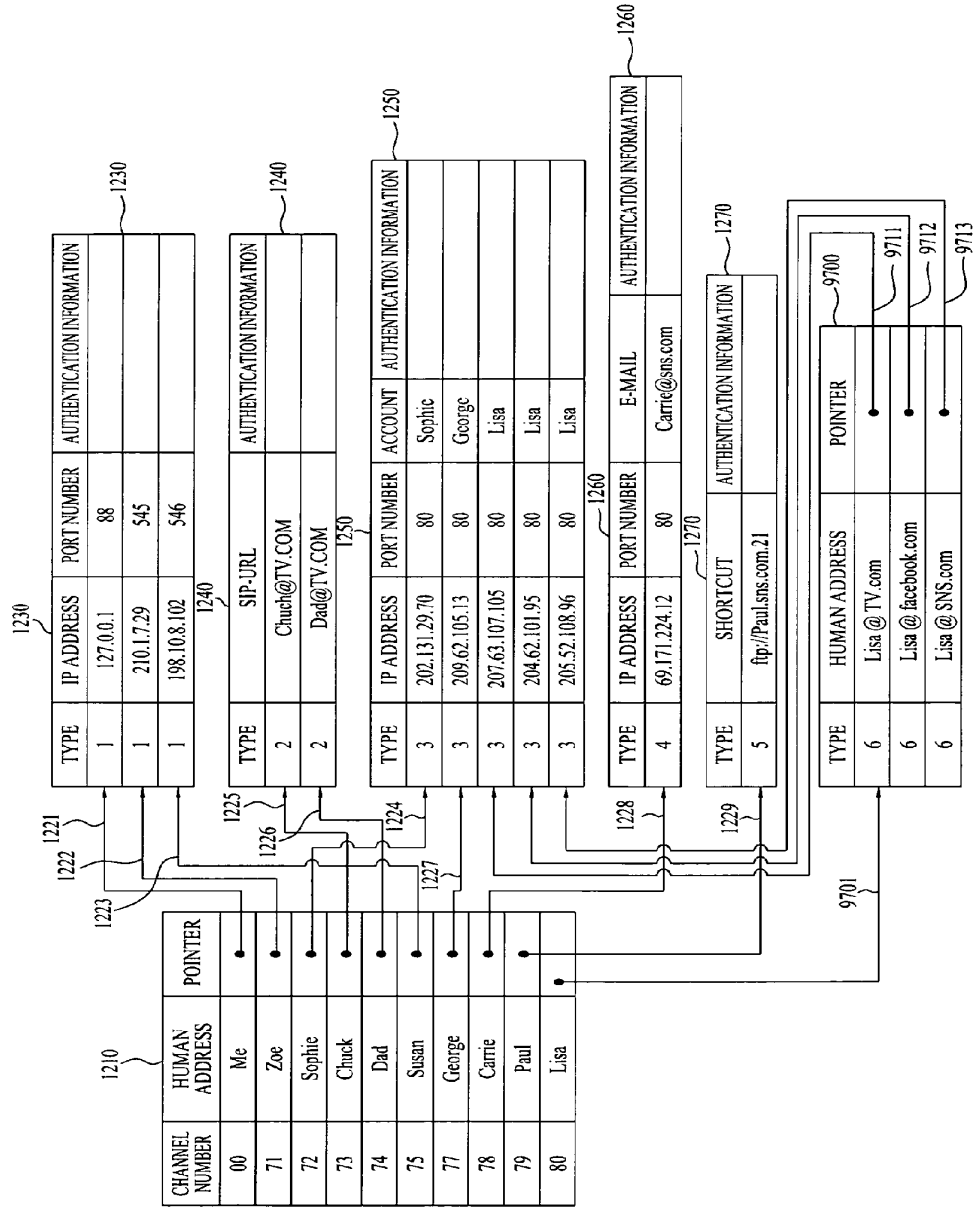 1210
CHANNEL NUMBER HUMAN ADDRESS POINTER
00 Me
71 Zoe
72 Sophie
73 Chuck
74 Dad
75 Susan
77 George
78 Carrie
79 Paul
80 Lisa
1221
1222
1223
1225
1226
1224
1227
1228
1229
9701
1230
TYPE IP ADDRESS PORT NUMBER AUTHENTICATION INFORMATION
1 127.0.0.1 88
1 210.1.7.29 545
1 198.10.8.102 546
1230
1240
TYPE SIP-URL AUTHENTICATION INFORMATION
2 Chuch@TV.COM
2 Dad@TV.COM
1240
1250
TYPE IP ADDRESS PORT NUMBER ACCOUNT AUTHENTICATION INFORMATION
3 202.131.29.70 80 Sophie
3 209.62.105.13 80 George
3 207.63.107.105 80 Lisa
3 204.62.101.95 80 Lisa
3 205.52.108.96 80 Lisa
1250
1260
TYPE IP ADDRESS PORT NUMBER E-MAIL AUTHENTICATION INFORMATION
4 69.171.224.12 80 Carrie@sns.com
1260
1270
TYPE SHORTCUT AUTHENTICATION INFORMATION
5 ftp://Paul.sns.com.21
1270
9700
TYPE HUMAN ADDRESS POINTER
6 Lisa @ TV.com
6 Lisa @ facebook.com
6 Lisa @ SNS.com
9711
9712
9713